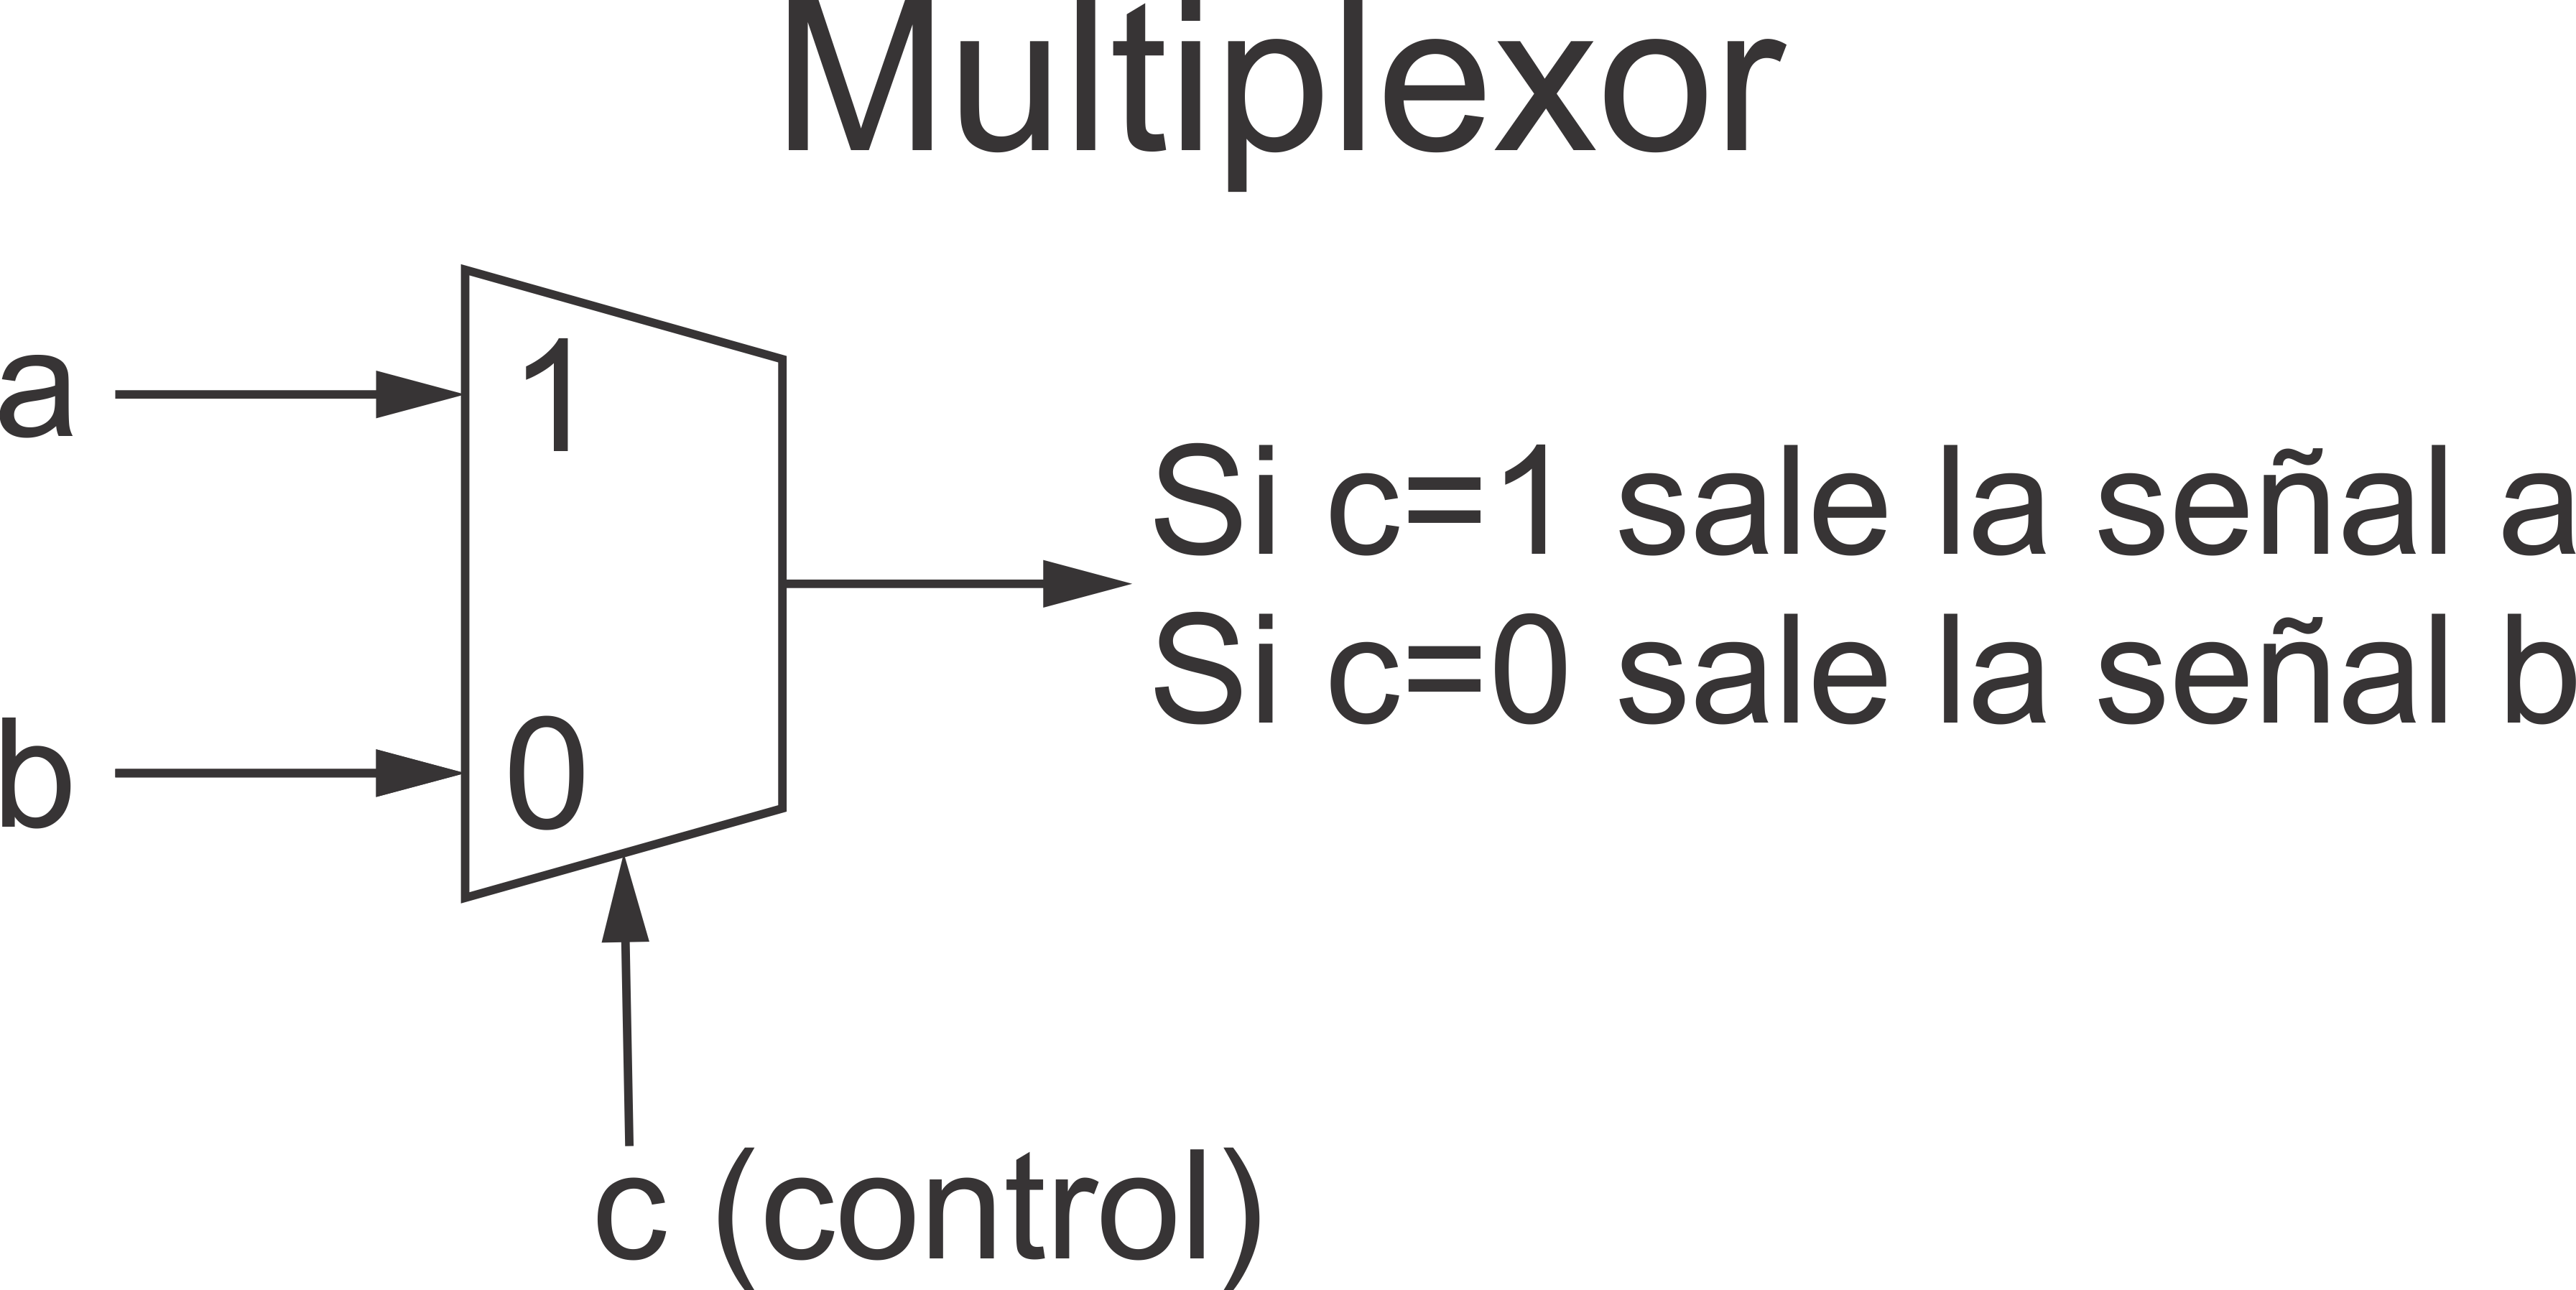 Multiplexor
a
1
Si c=1 sale la señal a
Si c=0 sale la señal b
b
0
c (control)